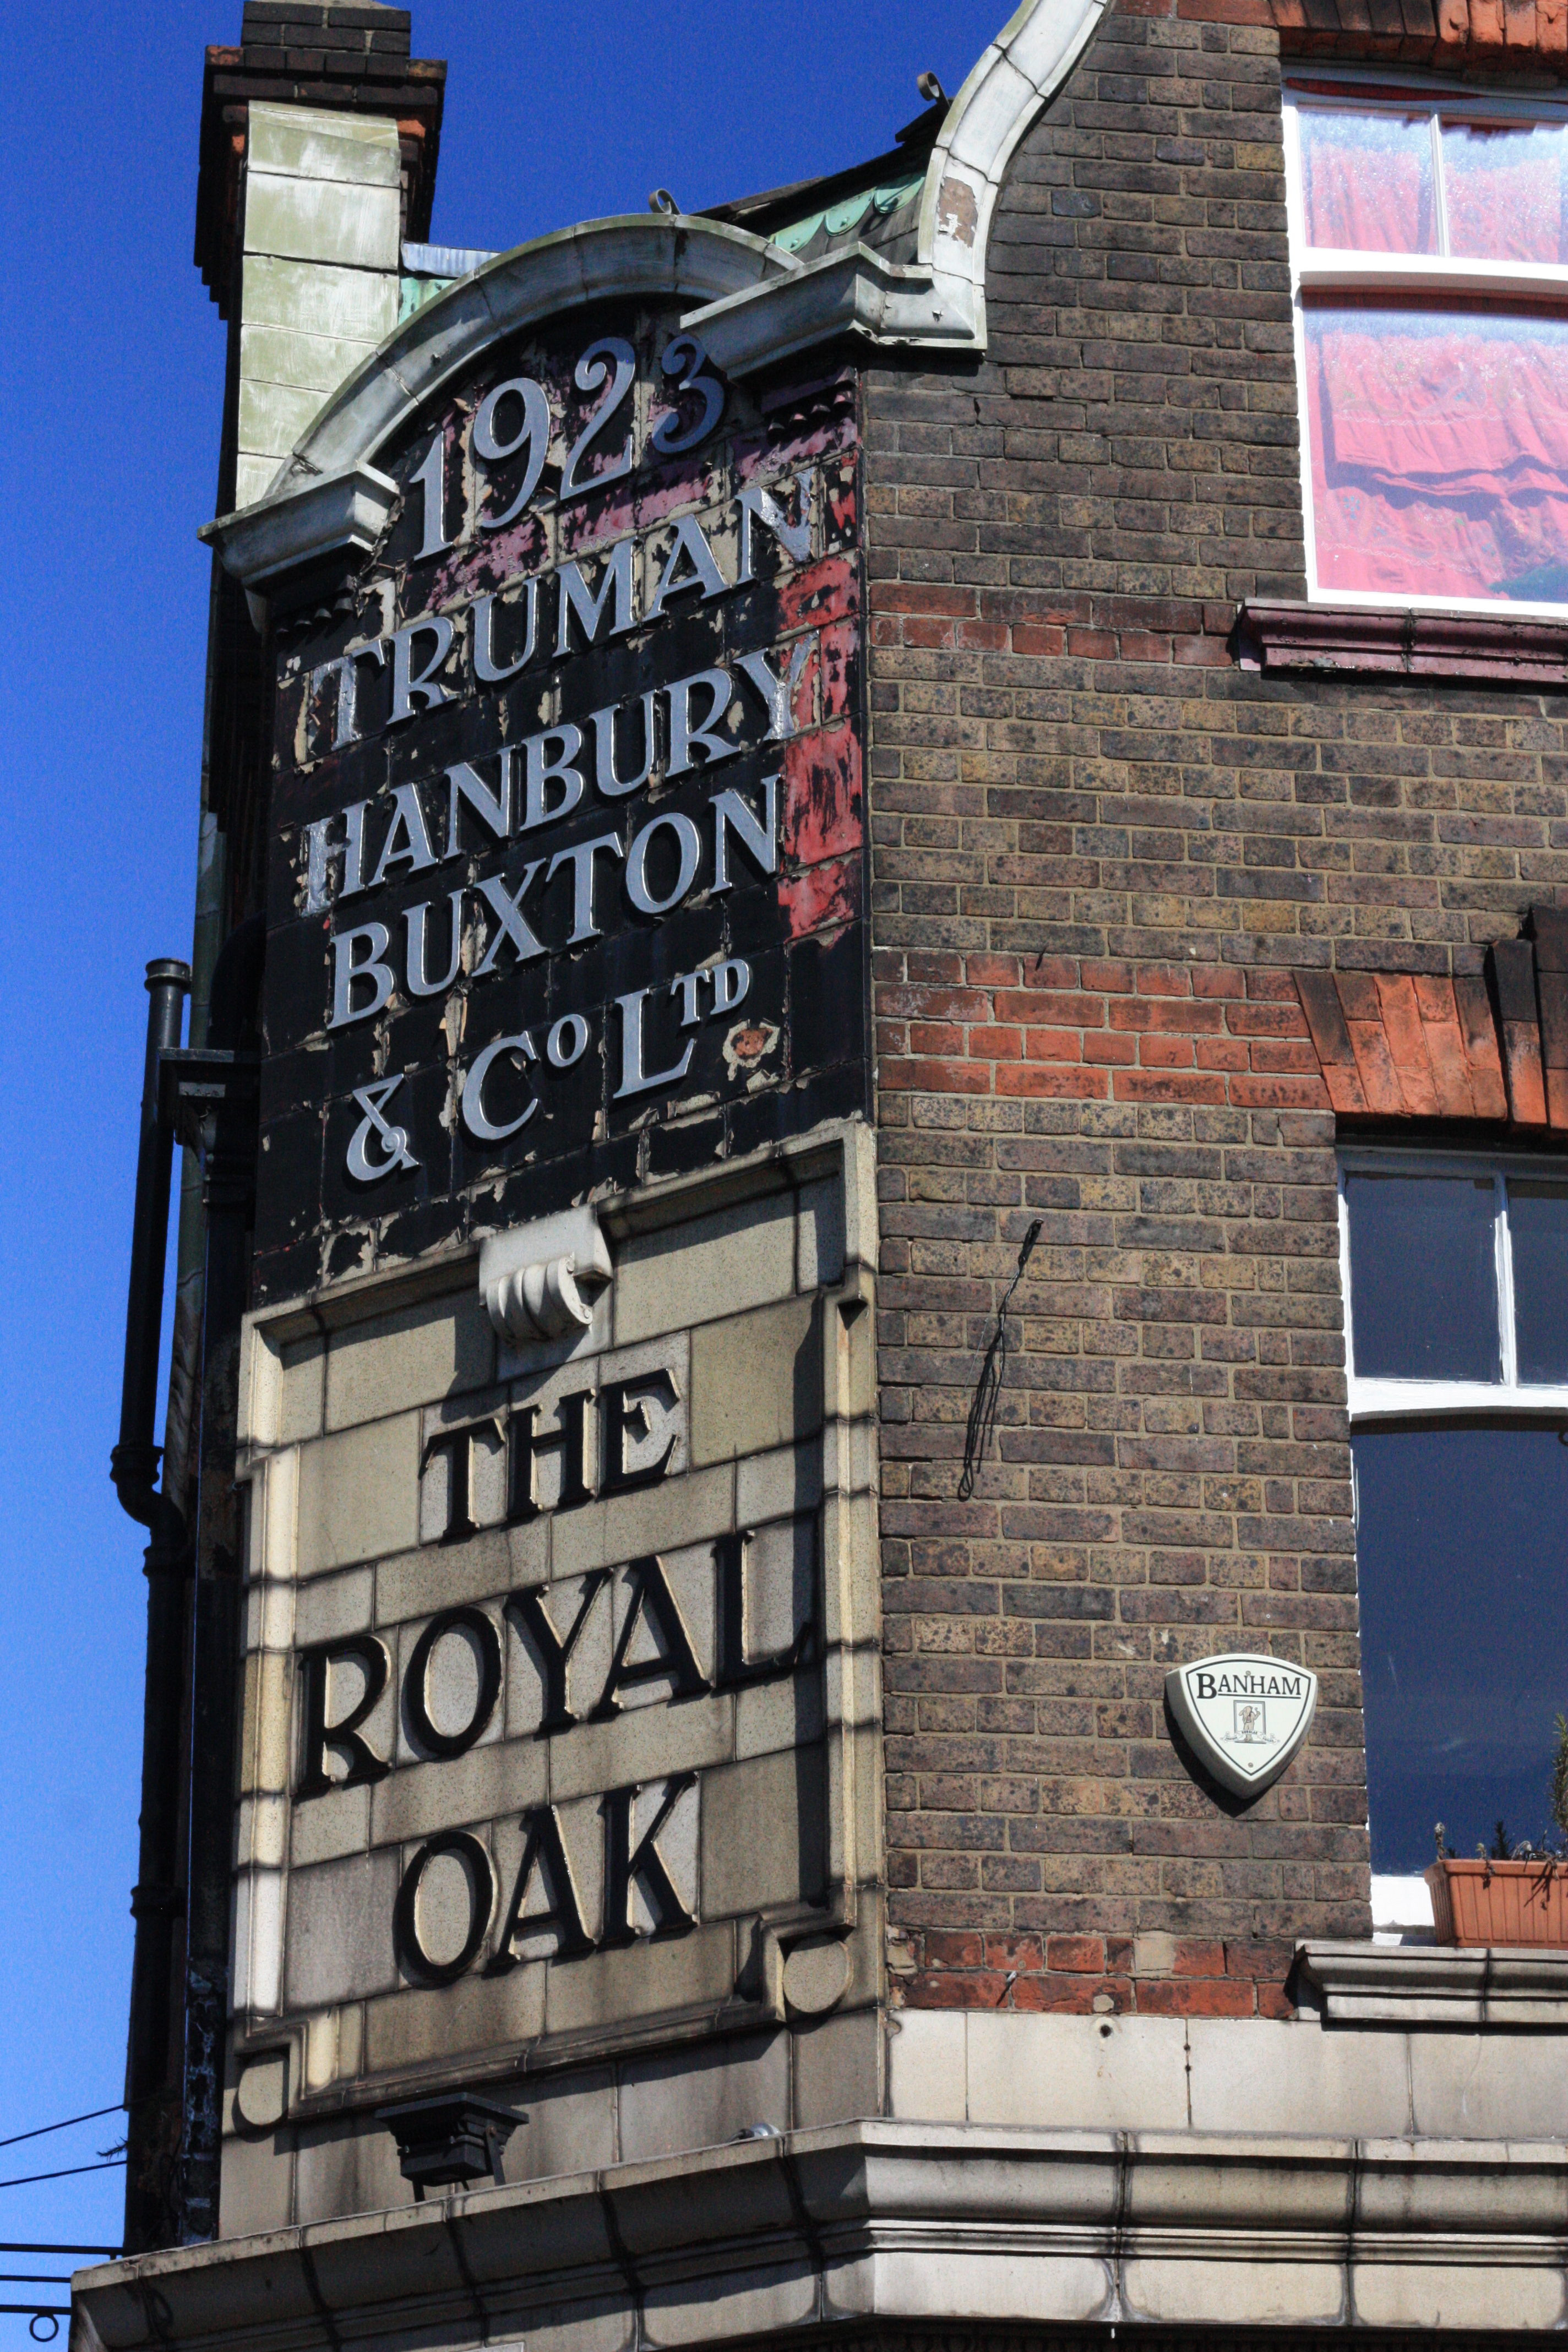 1923
TRUMAN
HANBURY
BUXTON
& Co LTD
THE
ROYAL
OAK
BANHAM